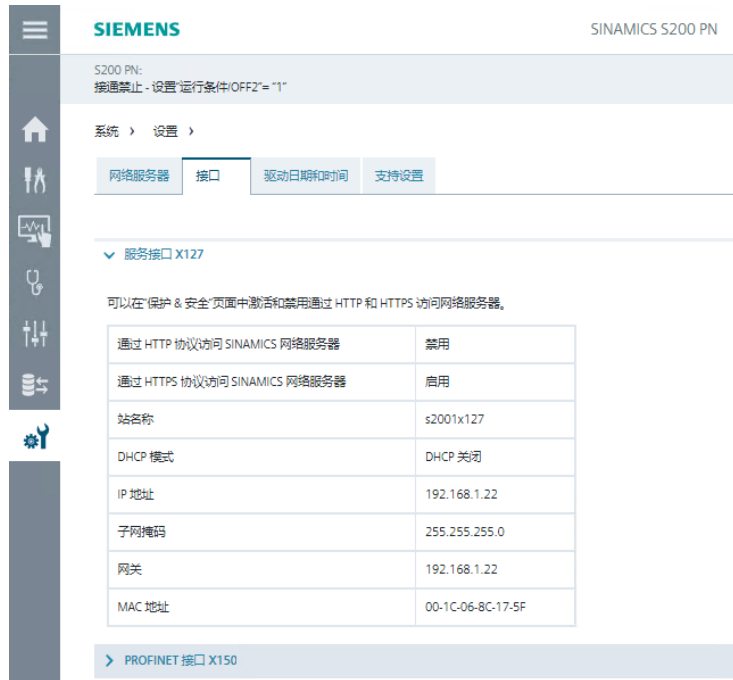 SIEMENS
SINAMICS S200 PN
S200 PN:
接通禁止 - 设置"运行条件/OFF2"= "1"
系统 › 设置 ›
网络服务器 接口 驱动日期和时间 支持设置
服务接口 X127
可以在"保护 & 安全"页面中激活和禁用通过 HTTP 和 HTTPS 访问网络服务器。
通过 HTTP 协议访问 SINAMICS 网络服务器 禁用
通过 HTTPS 协议访问 SINAMICS 网络服务器 启用
站名称 s2001x127
DHCP 模式 DHCP 关闭
IP 地址 192.168.1.22
子网掩码 255.255.255.0
网关 192.168.1.22
MAC 地址 00-1C-06-8C-17-5F
PROFINET 接口 X150